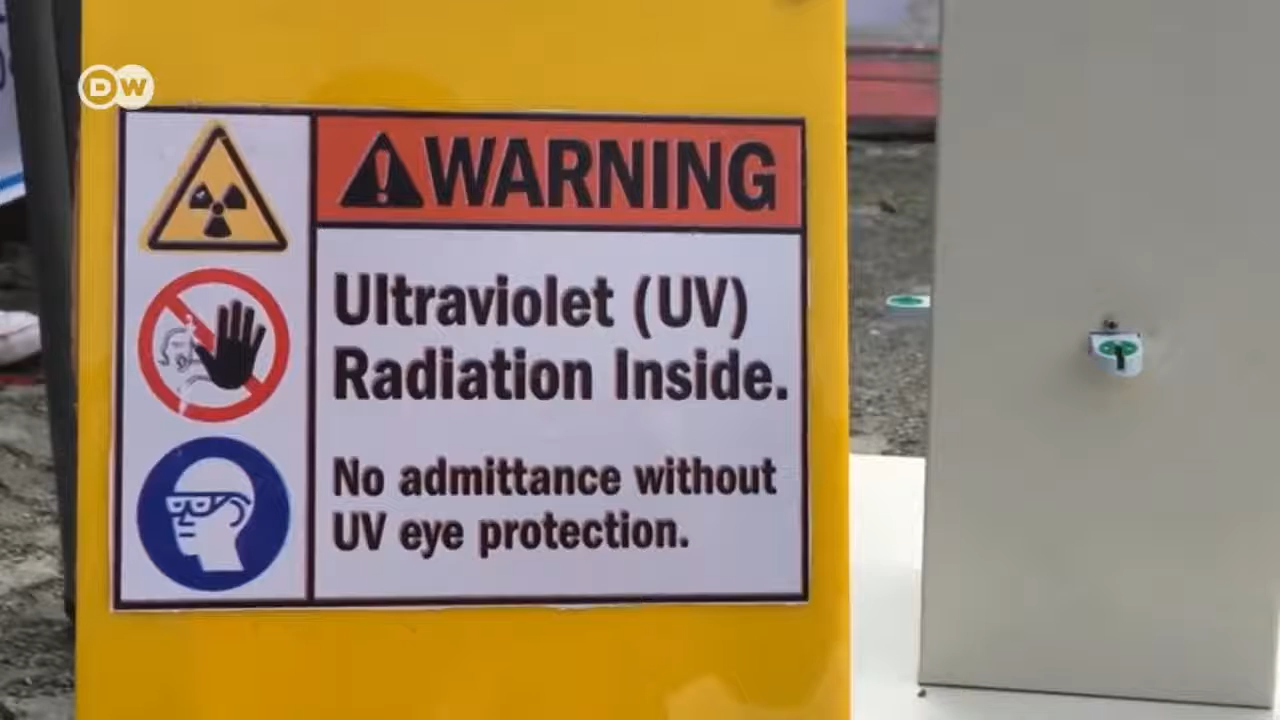 DW
WARNING
Ultraviolet (UV)
Radiation Inside.
No admittance without
UV eye protection.